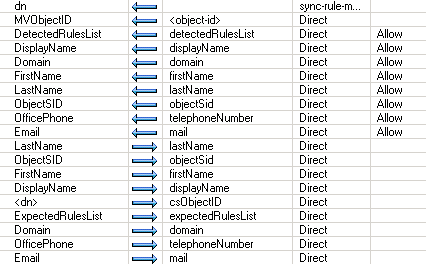 dn sync-rule-m...
MVObjectID <object-id> Direct
DetectedRulesList detectedRulesList Direct Allow
DisplayName displayName Direct Allow
Domain domain Direct Allow
FirstName firstName Direct Allow
LastName lastName Direct Allow
ObjectSID objectSid Direct Allow
OfficePhone telephoneNumber Direct Allow
Email mail Direct Allow
LastName lastName Direct
ObjectSID objectSid Direct
FirstName firstName Direct
DisplayName displayName Direct
<dn> csObjectID Direct
ExpectedRulesList expectedRulesList Direct
Domain domain Direct
OfficePhone telephoneNumber Direct
Email mail Direct